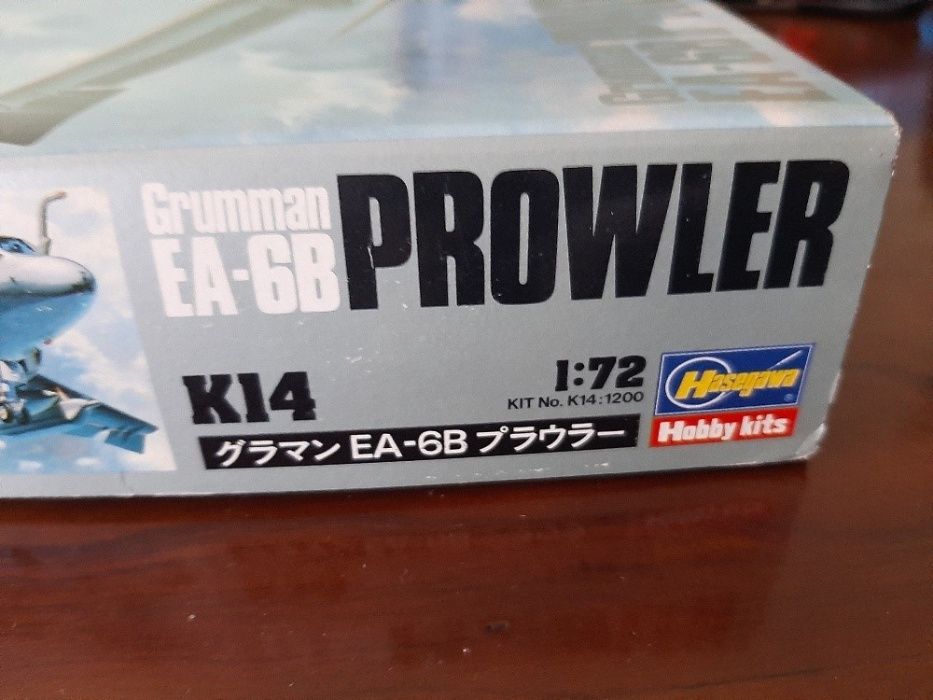 Grumman
EA-6B
PROWLER
K14
1:72
KIT No. K14:1200
グラマン EA-6B プラウラー
Hasegawa
Hobby kits